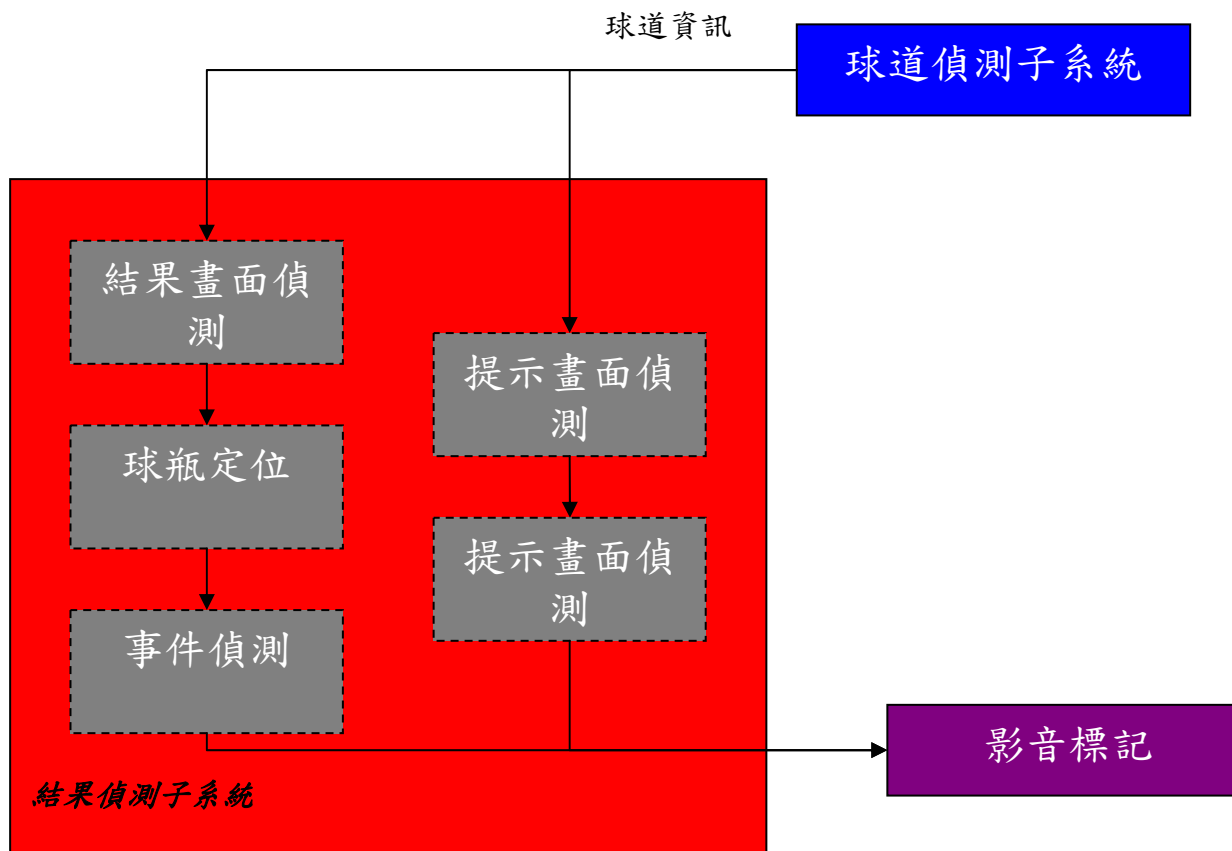 球道資訊
球道偵測子系統
結果畫面偵
測
球瓶定位
事件偵測
提示畫面偵
測
提示畫面偵
測
影音標記
結果偵測子系統